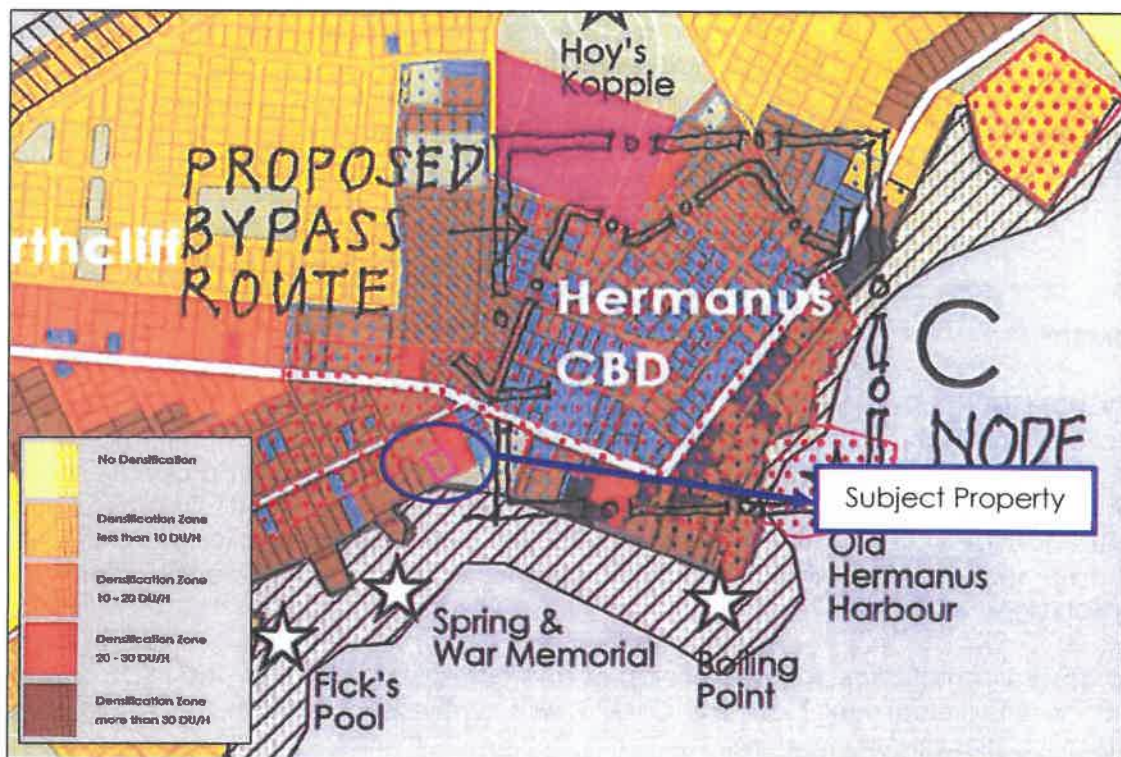 Hoy's
Koppie
PROPOSED
BYPASS
ROUTE
rthcliff
Hermanus
CBD
C
NODE
Subject Property
Old
Hermanus
Harbour
Spring &
War Memorial
Boiling
Point
Fick's
Pool
No Densification
Densification Zone
less than 10 DU/H
Densification Zone
10 - 20 DU/H
Densification Zone
20 - 30 DU/H
Densification Zone
more than 30 DU/H